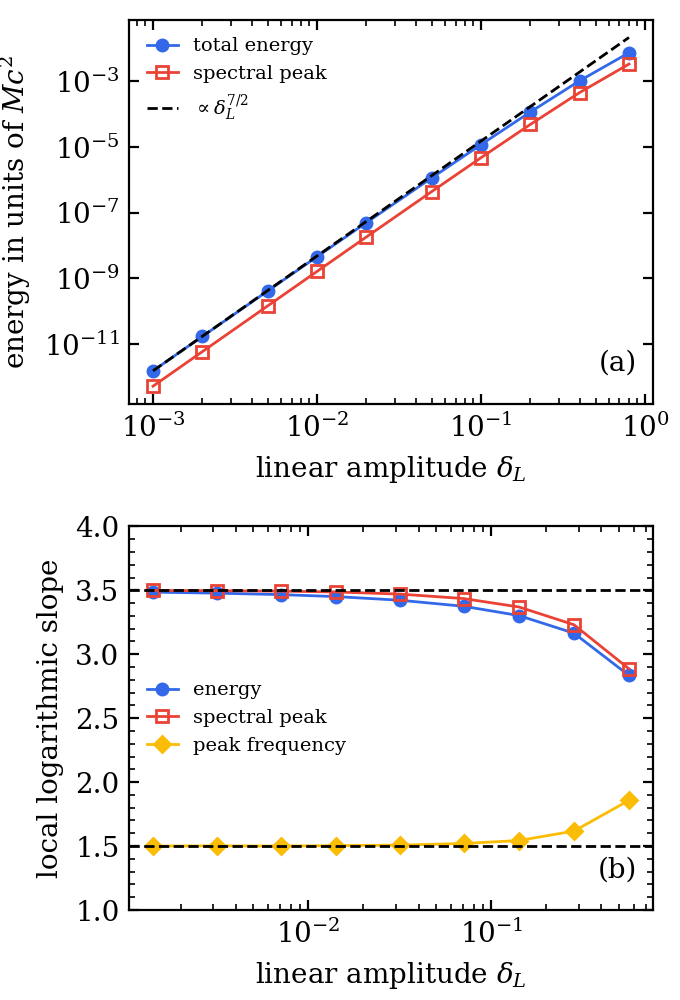 energy in units of Mc²
10⁻³
10⁻⁵
10⁻⁷
10⁻⁹
10⁻¹¹
total energy
spectral peak
∝ δ_L^{7/2}
(a)
10⁻³ 10⁻² 10⁻¹ 10⁰
linear amplitude δ_L
local logarithmic slope
4.0
3.5
3.0
2.5
2.0
1.5
1.0
energy
spectral peak
peak frequency
(b)
10⁻² 10⁻¹
linear amplitude δ_L